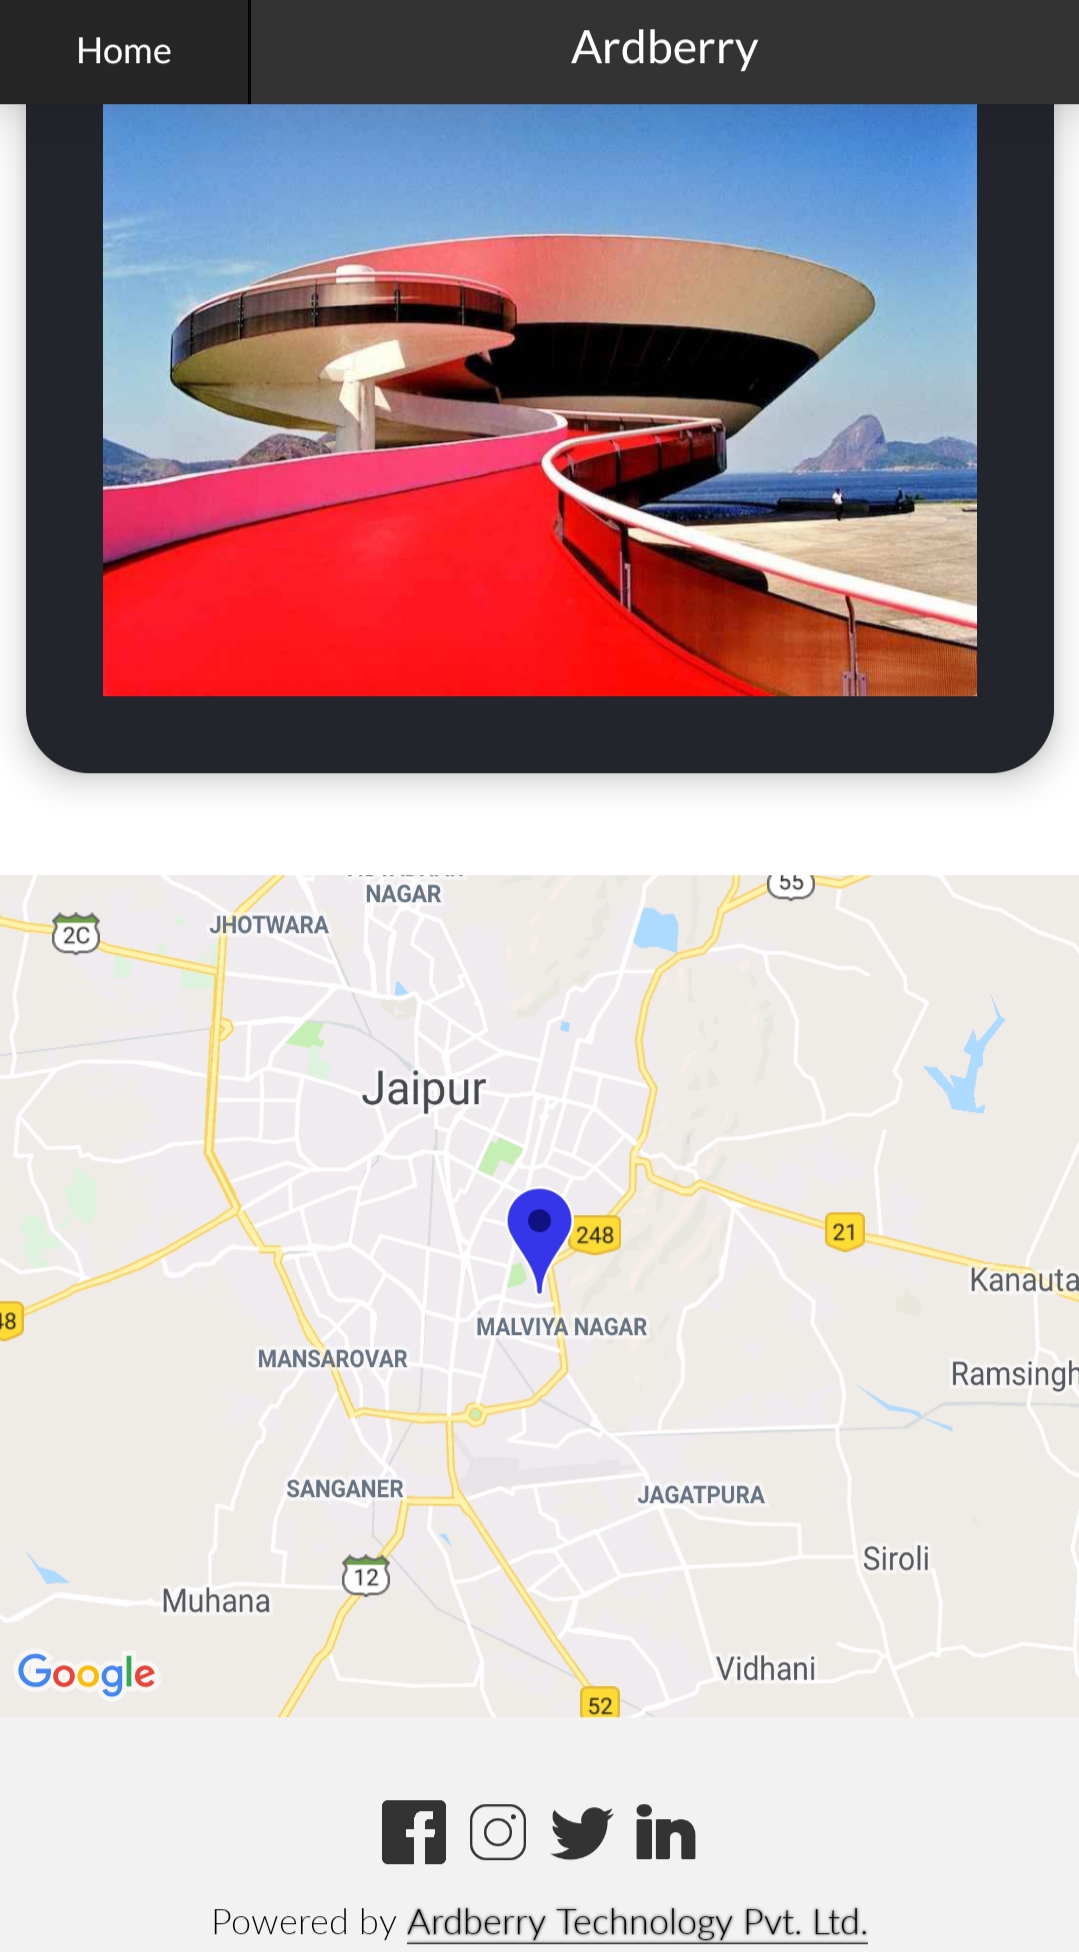 Home
Ardberry
NAGAR
55
2C
JHOTWARA
Jaipur
248
21
Kanauta
48
MALVIYA NAGAR
MANSAROVAR
Ramsingh
SANGANER
JAGATPURA
Siroli
12
Muhana
Google
Vidhani
52
Powered by Ardberry Technology Pvt. Ltd.